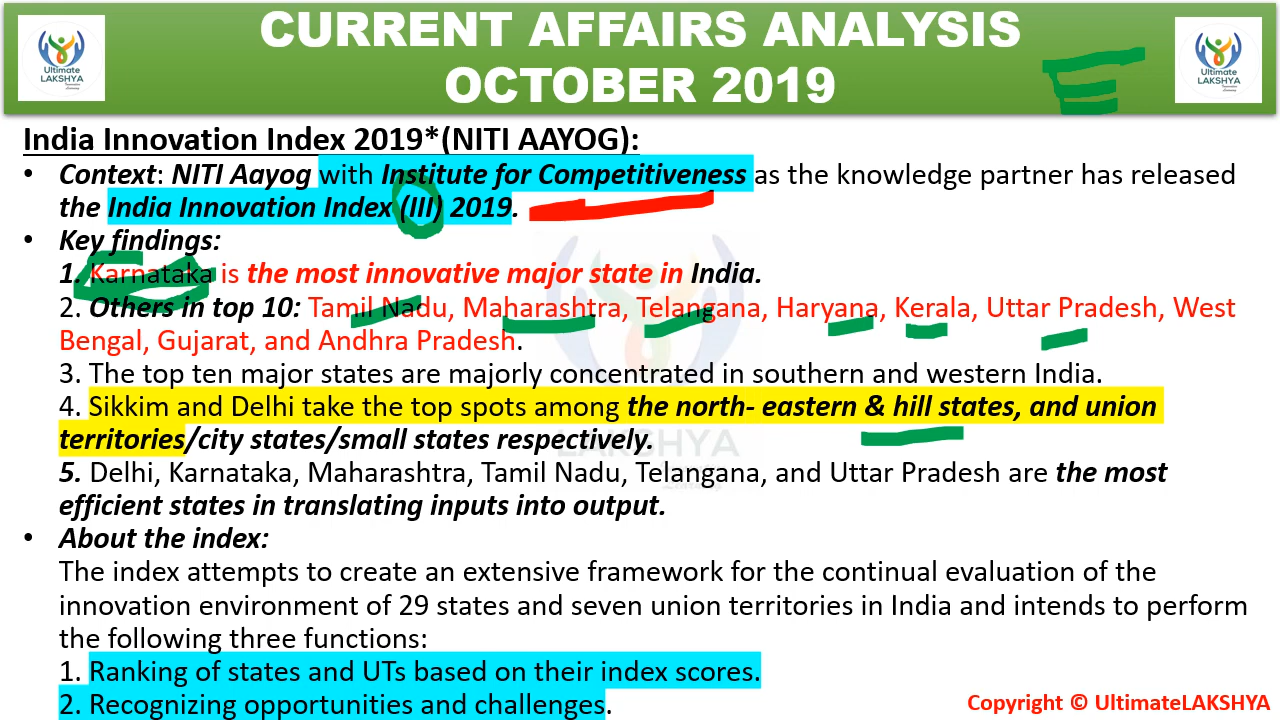 CURRENT AFFAIRS ANALYSIS
OCTOBER 2019
Ultimate
LAKSHYA
Ultimate
LAKSHYA
India Innovation Index 2019*(NITI AAYOG):
• Context: NITI Aayog with Institute for Competitiveness as the knowledge partner has released
the India Innovation Index (III) 2019.
• Key findings:
1. Karnataka is the most innovative major state in India.
2. Others in top 10: Tamil Nadu, Maharashtra, Telangana, Haryana, Kerala, Uttar Pradesh, West
Bengal, Gujarat, and Andhra Pradesh.
3. The top ten major states are majorly concentrated in southern and western India.
4. Sikkim and Delhi take the top spots among the north- eastern & hill states, and union
territories/city states/small states respectively.
LAKSHYA
5. Delhi, Karnataka, Maharashtra, Tamil Nadu, Telangana, and Uttar Pradesh are the most
efficient states in translating inputs into output.
• About the index:
The index attempts to create an extensive framework for the continual evaluation of the
innovation environment of 29 states and seven union territories in India and intends to perform
the following three functions:
1. Ranking of states and UTs based on their index scores.
2. Recognizing opportunities and challenges.
Copyright © UltimateLAKSHYA